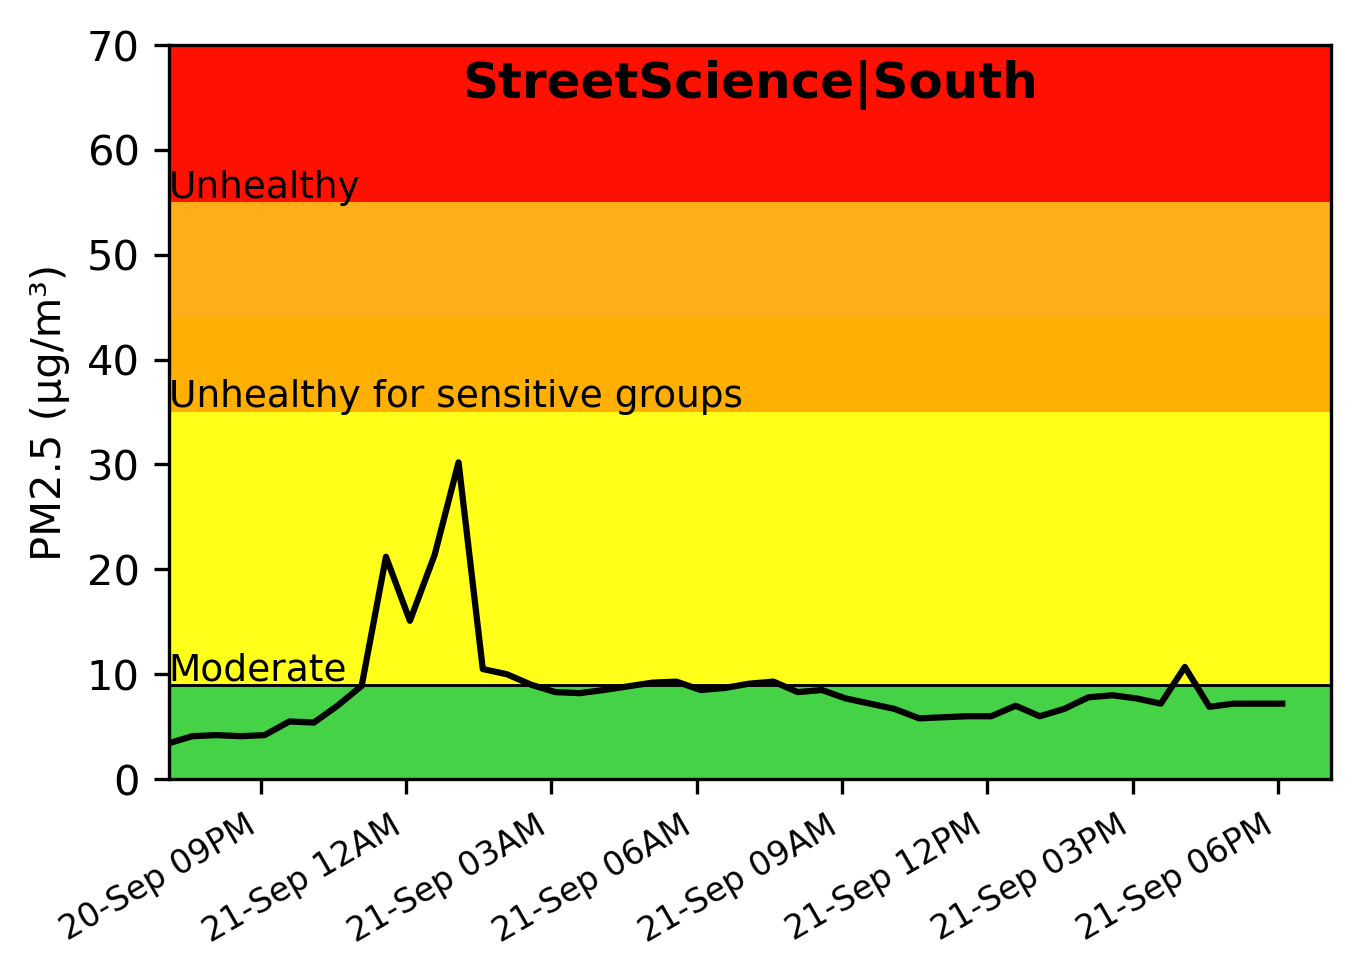 StreetScience|South
PM2.5 (µg/m³)
70
60
50
40
30
20
10
0
Unhealthy
Unhealthy for sensitive groups
Moderate
20-Sep 09PM
21-Sep 12AM
21-Sep 03AM
21-Sep 06AM
21-Sep 09AM
21-Sep 12PM
21-Sep 03PM
21-Sep 06PM